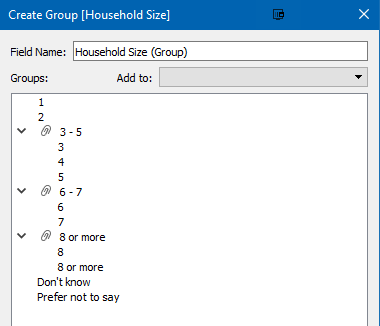 Create Group [Household Size]
Field Name: Household Size (Group)
Groups: Add to:
1
2
3 - 5
3
4
5
6 - 7
6
7
8 or more
8
8 or more
Don't know
Prefer not to say